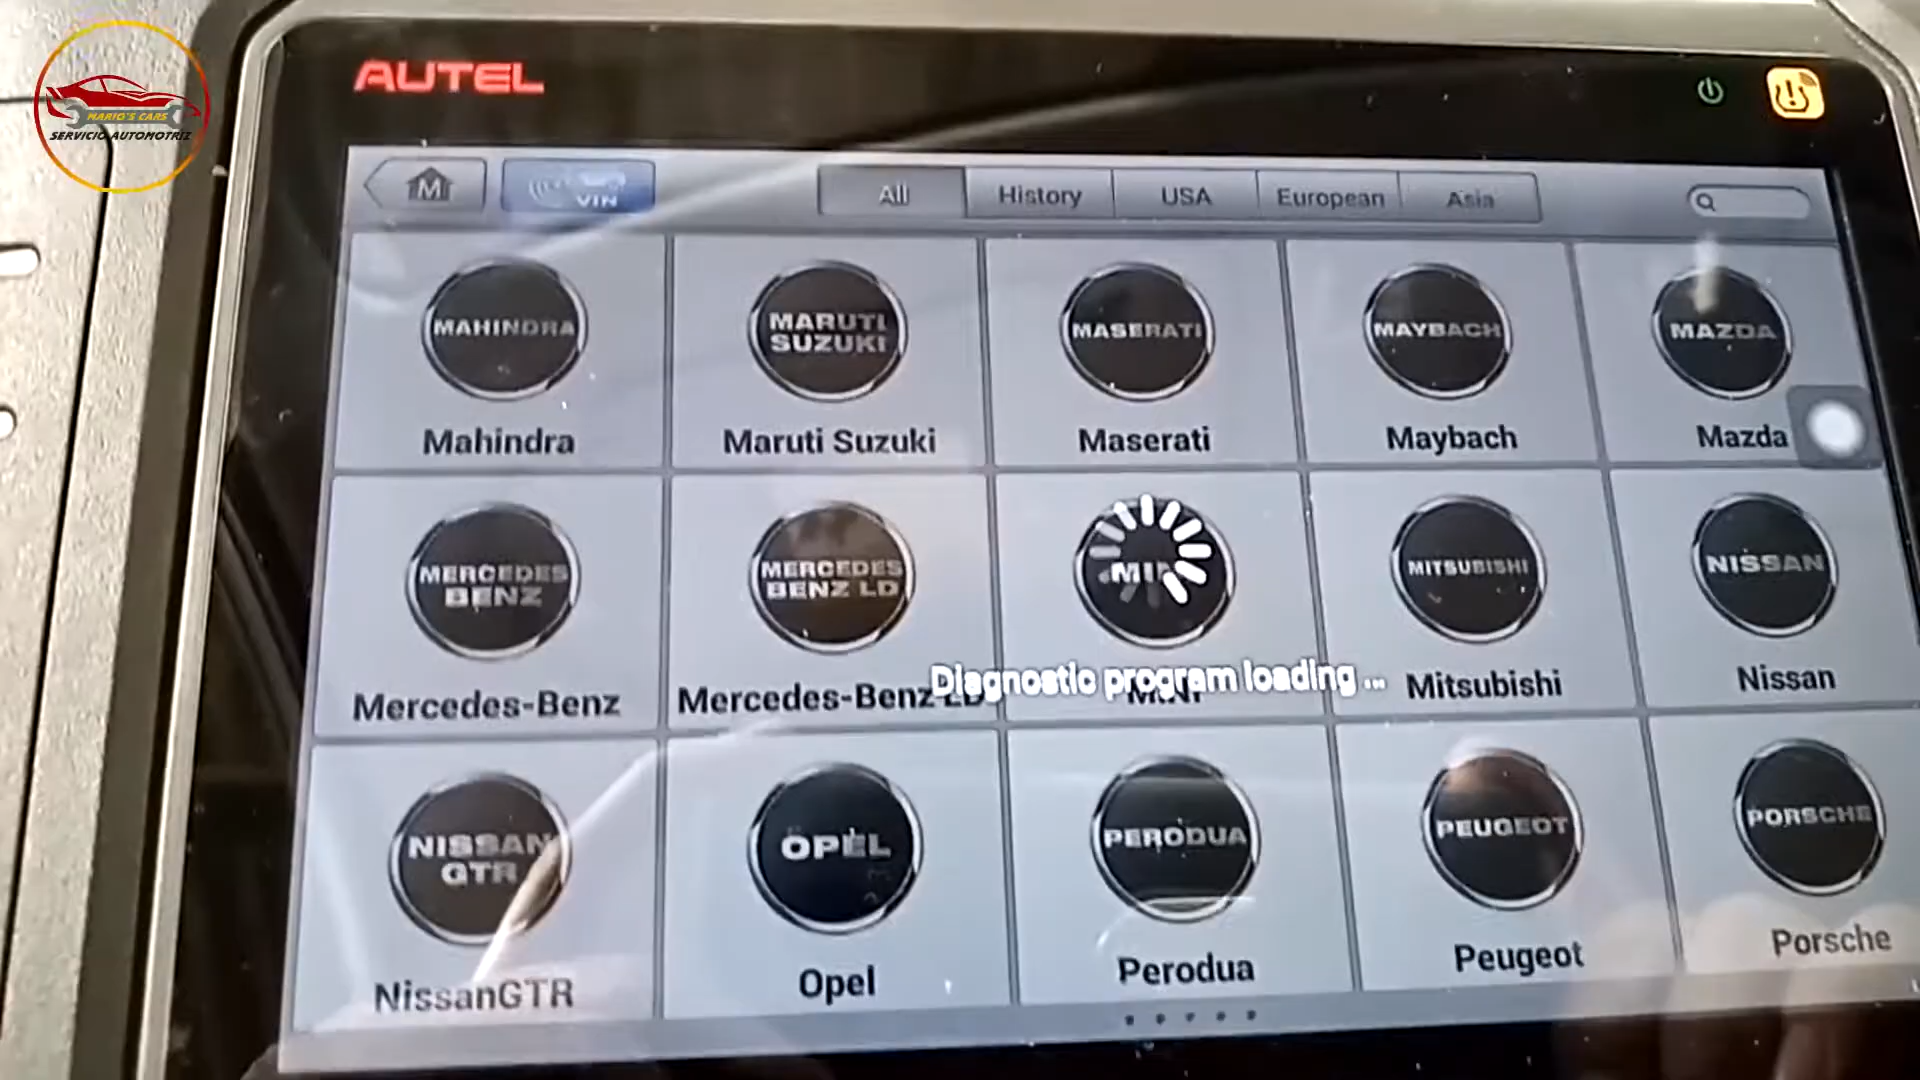 MARIO'S CARS
SERVICIO AUTOMOTRIZ
AUTEL
M
VIN
All
History
USA
European
Asia
MAHINDRA
MARUTI
SUZUKI
MASERATI
MAYBACH
MAZDA
Mahindra
Maruti Suzuki
Maserati
Maybach
Mazda
MERCEDES
BENZ
MERCEDES
BENZ LD
MITSUBISHI
NISSAN
Diagnostic program loading ...
Mercedes-Benz
Mercedes-Benz LD
MINI
Mitsubishi
Nissan
NISSAN
GTR
OPEL
PERODUA
PEUGEOT
PORSCHE
NissanGTR
Opel
Perodua
Peugeot
Porsche